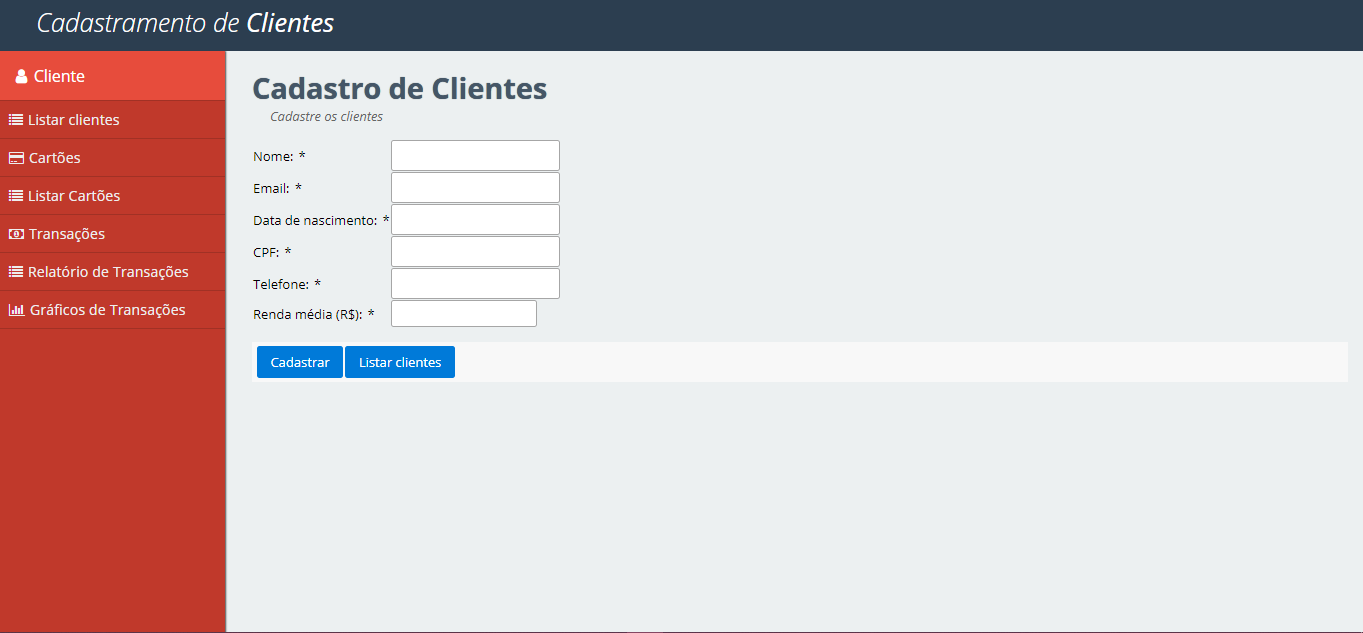 Cadastramento de Clientes
Cliente
Listar clientes
Cartões
Listar Cartões
Transações
Relatório de Transações
Gráficos de Transações
Cadastro de Clientes
Cadastre os clientes
Nome: *
Email: *
Data de nascimento: *
CPF: *
Telefone: *
Renda média (R$): *
Cadastrar Listar clientes